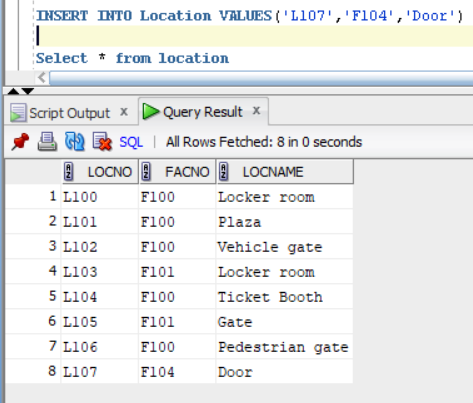 INSERT INTO Location VALUES('L107','F104','Door')
Select * from location
Script Output x Query Result x
SQL | All Rows Fetched: 8 in 0 seconds
LOCNO FACNO LOCNAME
1 L100 F100 Locker room
2 L101 F100 Plaza
3 L102 F100 Vehicle gate
4 L103 F101 Locker room
5 L104 F100 Ticket Booth
6 L105 F101 Gate
7 L106 F100 Pedestrian gate
8 L107 F104 Door